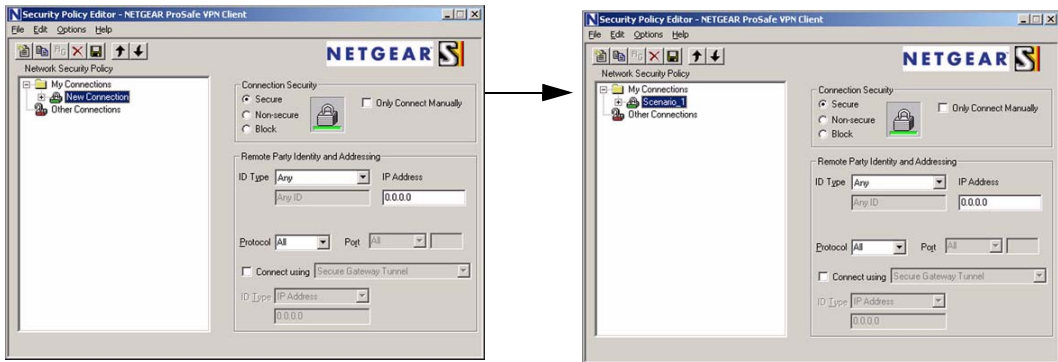 Security Policy Editor - NETGEAR ProSafe VPN Client
File Edit Options Help
NETGEAR
Network Security Policy
My Connections
New Connection
Other Connections
Connection Security
Secure
Non-secure
Block
Only Connect Manually
Remote Party Identity and Addressing
ID Type Any IP Address
Any ID 0.0.0.0
Protocol All Port All
Connect using Secure Gateway Tunnel
ID Type IP Address
0.0.0.0
Security Policy Editor - NETGEAR ProSafe VPN Client
File Edit Options Help
NETGEAR
Network Security Policy
My Connections
Scenario_1
Other Connections
Connection Security
Secure
Non-secure
Block
Only Connect Manually
Remote Party Identity and Addressing
ID Type Any IP Address
Any ID 0.0.0.0
Protocol All Port All
Connect using Secure Gateway Tunnel
ID Type IP Address
0.0.0.0